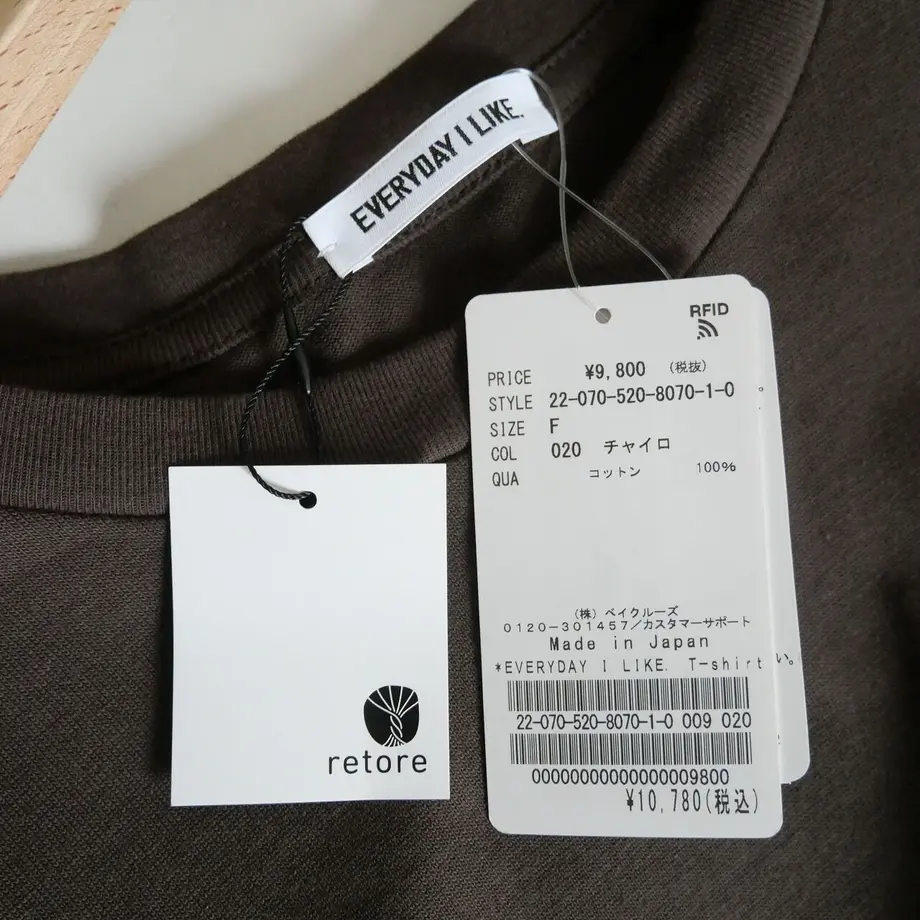 EVERYDAY I LIKE.
RFID
PRICE ¥9,800 (税抜)
STYLE 22-070-520-8070-1-0
SIZE F
COL 020 チャイロ
QUA コットン 100%
(株) ベイクルーズ
0120-301457/カスタマーサポート
Made in Japan
*EVERYDAY I LIKE. T-shirt
22-070-520-8070-1-0 009 020
00000000000000009800
¥10,780(税込)
い。
retore